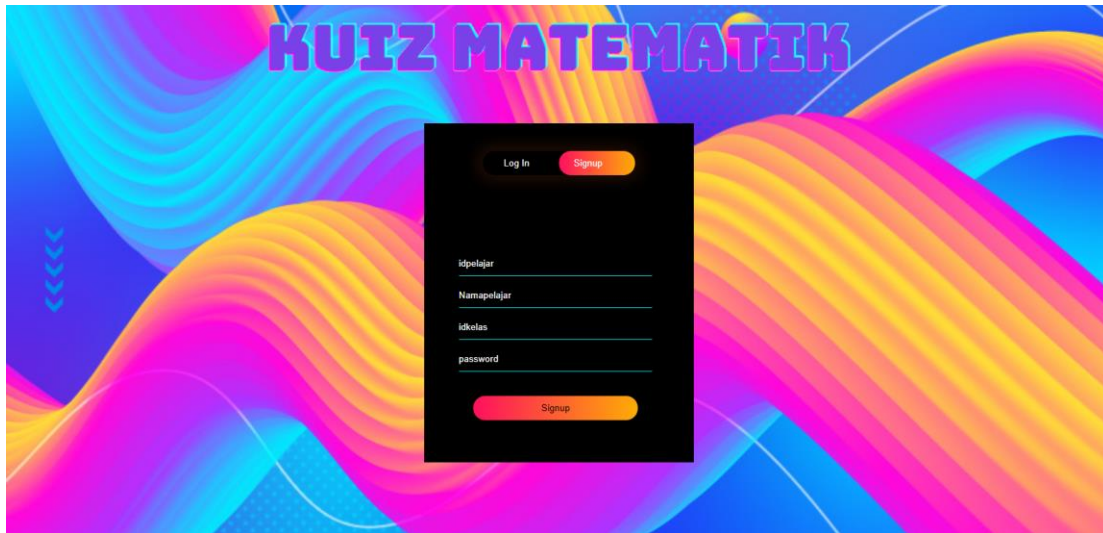 KUIZ MATEMATIK
Log In Signup
idpelajar
Namapelajar
idkelas
password
Signup